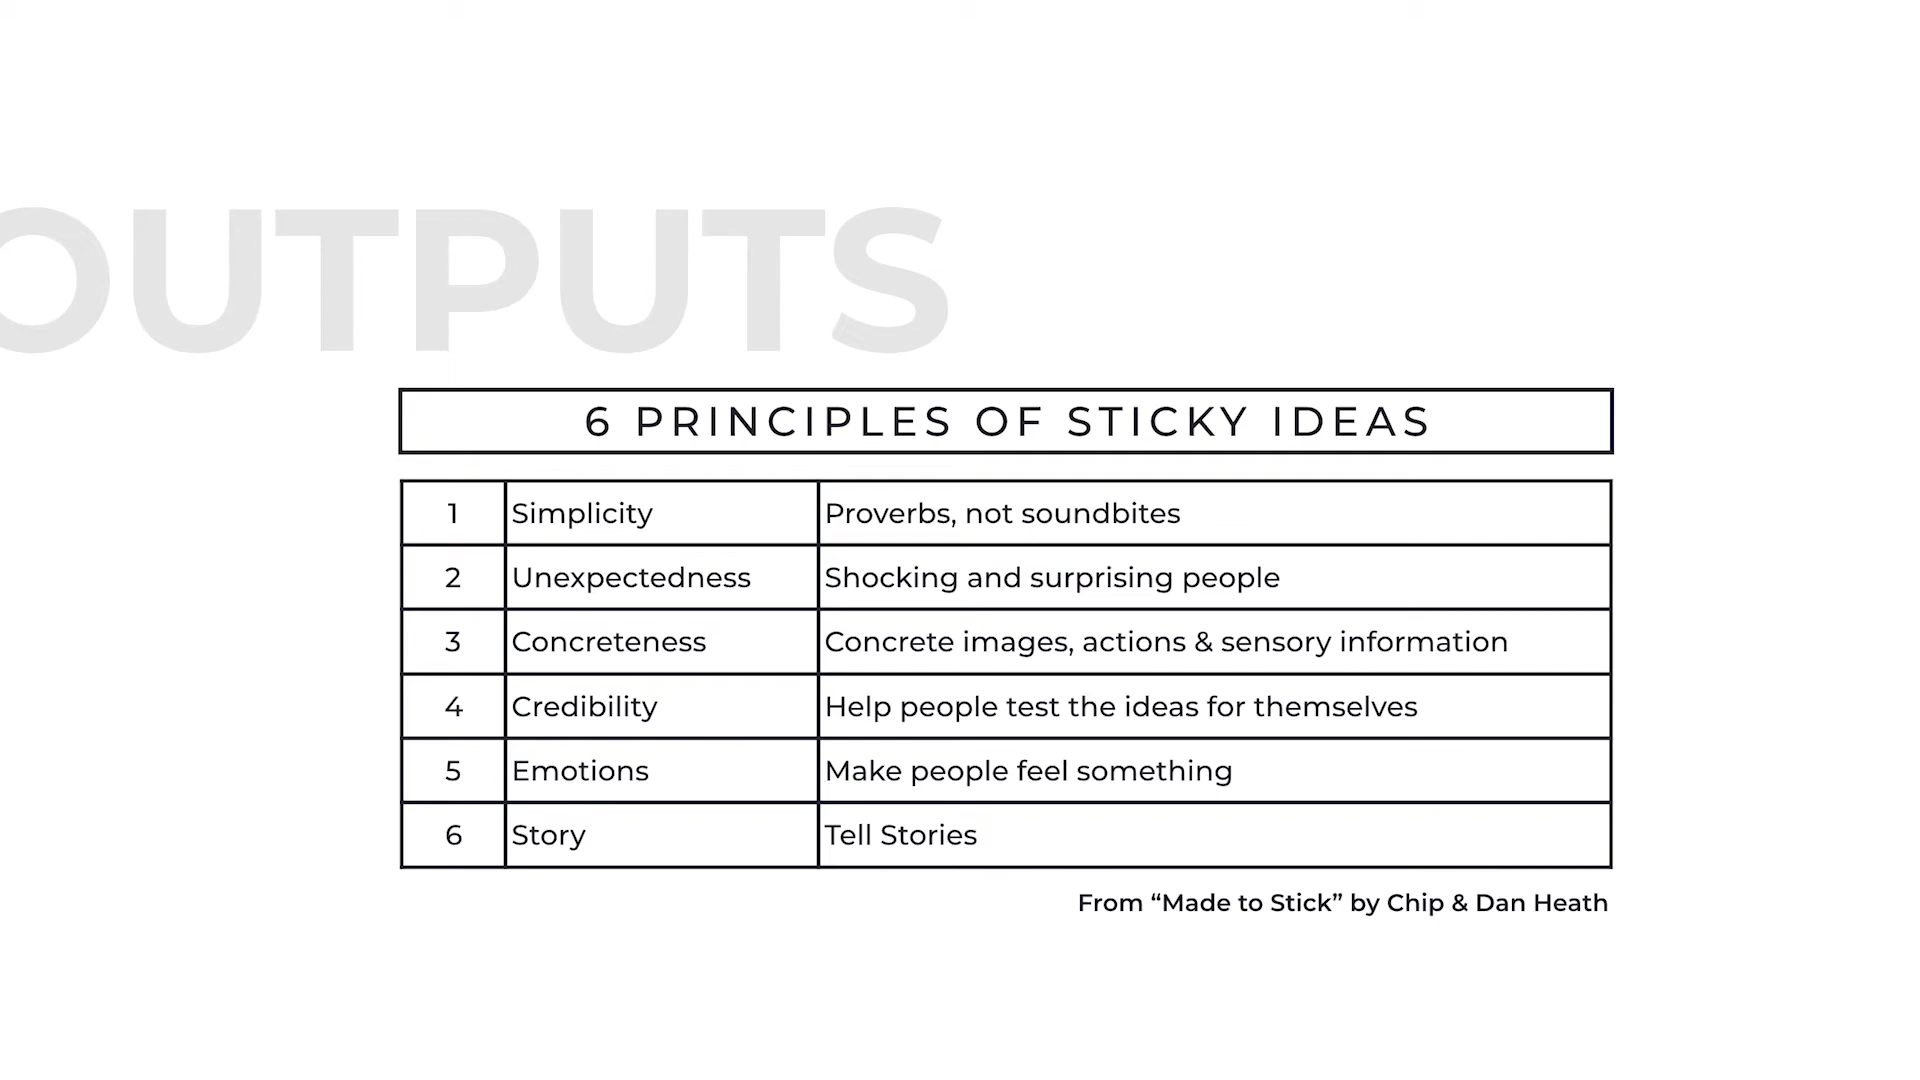 OUTPUTS
6 PRINCIPLES OF STICKY IDEAS
1 Simplicity Proverbs, not soundbites
2 Unexpectedness Shocking and surprising people
3 Concreteness Concrete images, actions & sensory information
4 Credibility Help people test the ideas for themselves
5 Emotions Make people feel something
6 Story Tell Stories
From “Made to Stick” by Chip & Dan Heath